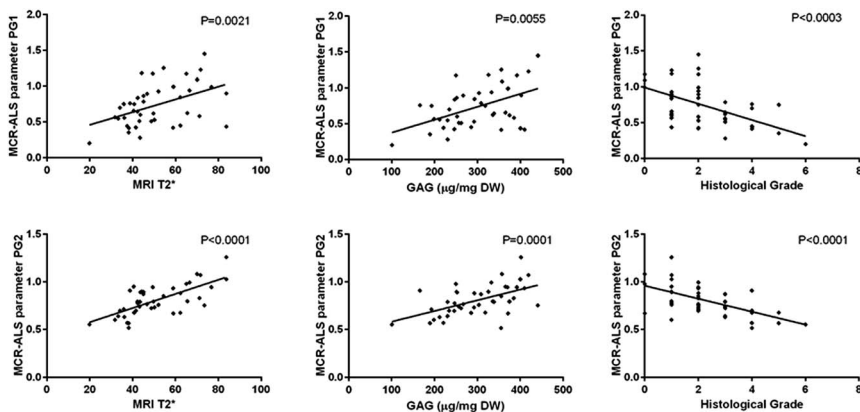 P=0.0021
MCR-ALS parameter PG1
2.0
1.5
1.0
0.5
0.0
0 20 40 60 80 100
MRI T2*
P=0.0055
MCR-ALS parameter PG1
2.0
1.5
1.0
0.5
0.0
0 100 200 300 400 500
GAG (µg/mg DW)
P<0.0003
MCR-ALS parameter PG1
2.0
1.5
1.0
0.5
0.0
0 2 4 6 8
Histological Grade
P<0.0001
MCR-ALS parameter PG2
1.5
1.0
0.5
0.0
0 20 40 60 80 100
MRI T2*
P=0.0001
MCR-ALS parameter PG2
1.5
1.0
0.5
0.0
0 100 200 300 400 500
GAG (µg/mg DW)
P<0.0001
MCR-ALS parameter PG2
1.5
1.0
0.5
0.0
0 2 4 6 8
Histological Grade